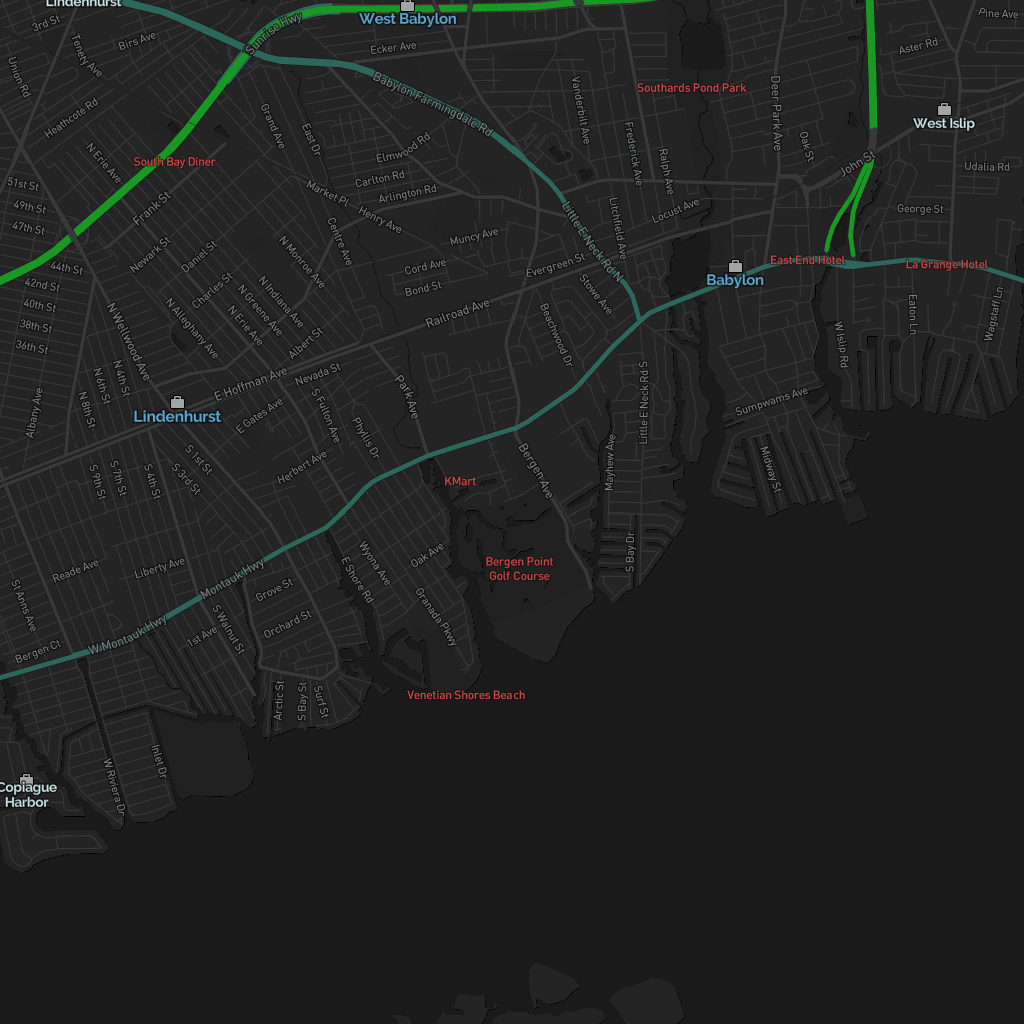 Lindenhurst
3rd St
Birs Ave
Tenery Ave
Union Rd
Sunrise Hwy
West Babylon
Ecker Ave
Babylon Farmingdale Rd
Vanderbilt Ave
Southards Pond Park
Deer Park Ave
Pine Ave
Aster Rd
West Islip
Heathcote Rd
Grand Ave
East Dr
Elmwood Rd
Frederick Ave
Ralph Ave
Oak St
John St
Udalia Rd
N Erie Ave
South Bay Diner
Carlton Rd
Arlington Rd
Market Pl
Henry Ave
51st St
49th St
47th St
Frank St
Centre Ave
Muncy Ave
Little E Neck Rd N
Litchfield Ave
Locust Ave
George St
44th St
42nd St
40th St
38th St
36th St
Newark St
Daniel St
N Monroe Ave
Cord Ave
Bond St
Evergreen St
Stowe Ave
Babylon
East End Hotel
La Grange Hotel
Charles St
N Indiana Ave
N Greene Ave
N Erie Ave
N Alleghany Ave
N Wellwood Ave
Albert St
Railroad Ave
Beachwood Dr
N Islip Rd
W Islip Rd
Eaton Ln
Wagstaff Ln
N 4th St
N 6th St
N 8th St
Albany Ave
E Hoffman Ave
Nevada St
Park Ave
Lindenhurst
E Gates Ave
S Fulton Ave
Phyllis Dr
Little E Neck Rd S
Sumpwams Ave
S 9th St
S 7th St
S 4th St
S 3rd St
S 1st St
Herbert Ave
KMart
Bergen Ave
Mayhew Ave
Midway St
Reade Ave
Liberty Ave
Montauk Hwy
Wyona Ave
E Shore Rd
Oak Ave
Bergen Point
Golf Course
S Bay Dr
St Anns Ave
Grove St
Granada Pkwy
Orchard St
S Walnut St
1st Ave
W Montauk Hwy
Bergen Ct
Arctic St
S Bay St
Surf St
Venetian Shores Beach
Inlet Dr
W Riviera Dr
Copiague
Harbor